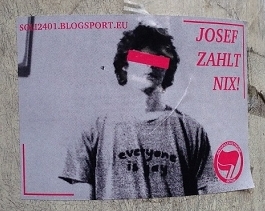 SOLI2401.BLOGSPORT.EU
JOSEF
ZAHLT
NIX!
everyone
is gay